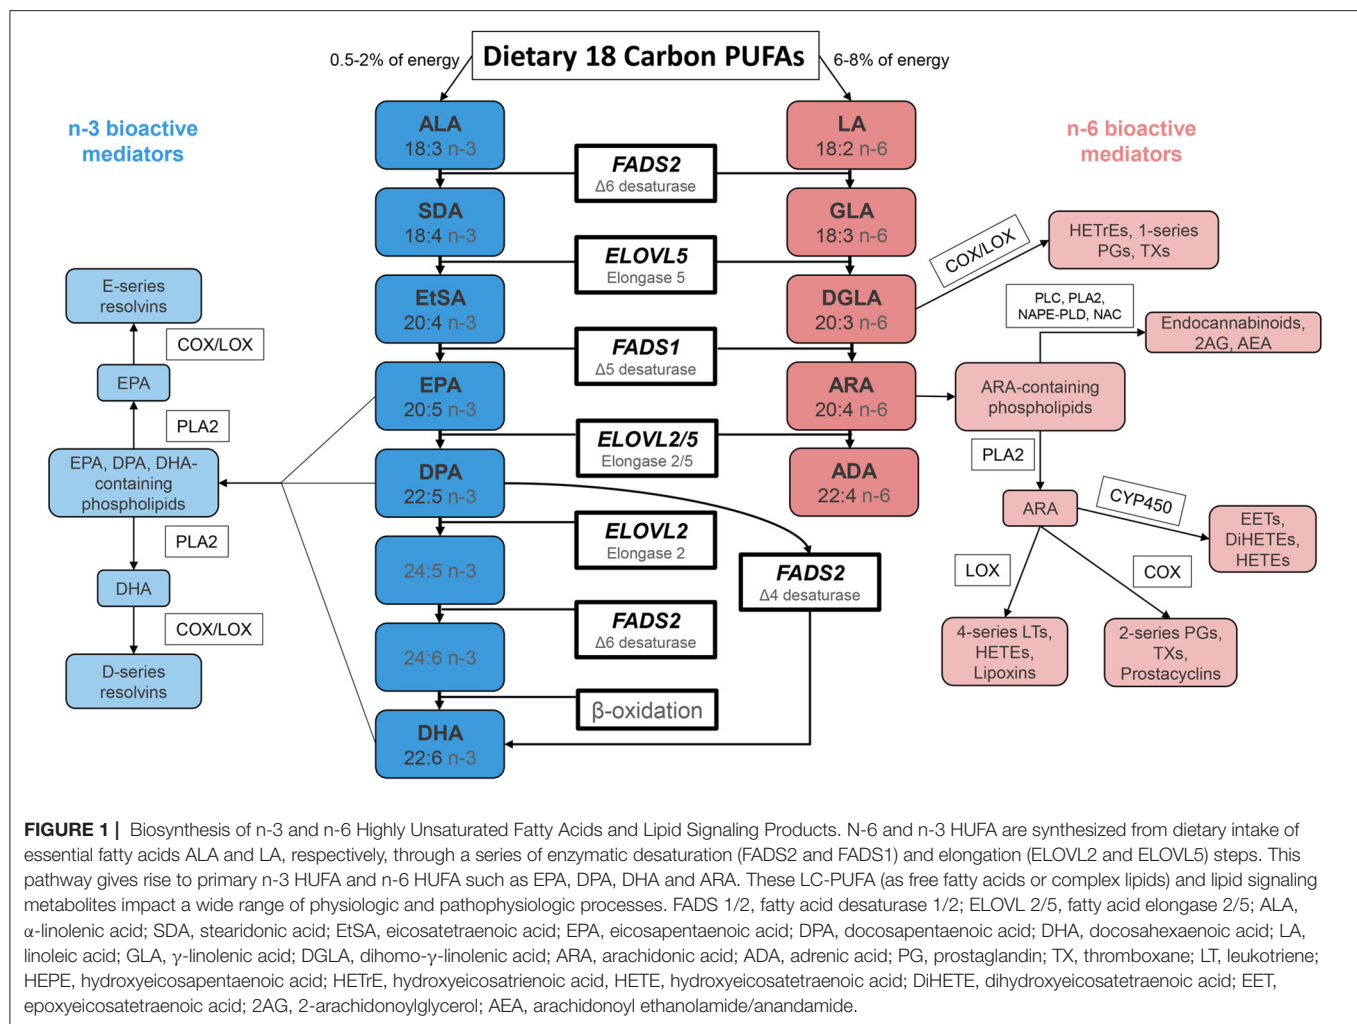 0.5-2% of energy
Dietary 18 Carbon PUFAs
6-8% of energy
n-3 bioactive
mediators
n-6 bioactive
mediators
ALA
18:3 n-3
LA
18:2 n-6
FADS2
Δ6 desaturase
SDA
18:4 n-3
GLA
18:3 n-6
ELOVL5
Elongase 5
EtSA
20:4 n-3
DGLA
20:3 n-6
FADS1
Δ5 desaturase
EPA
20:5 n-3
ARA
20:4 n-6
ELOVL2/5
Elongase 2/5
DPA
22:5 n-3
ADA
22:4 n-6
ELOVL2
Elongase 2
24:5 n-3
FADS2
Δ4 desaturase
FADS2
Δ6 desaturase
24:6 n-3
β-oxidation
DHA
22:6 n-3
E-series
resolvins
COX/LOX
EPA
PLA2
EPA, DPA, DHA-
containing
phospholipids
PLA2
DHA
COX/LOX
D-series
resolvins
COX/LOX
HETrEs, 1-series
PGs, TXs
PLC, PLA2,
NAPE-PLD, NAC
Endocannabinoids,
2AG, AEA
ARA-containing
phospholipids
PLA2
ARA
CYP450
EETs,
DiHETEs,
HETEs
LOX
COX
4-series LTs,
HETEs,
Lipoxins
2-series PGs,
TXs,
Prostacyclins
FIGURE 1 | Biosynthesis of n-3 and n-6 Highly Unsaturated Fatty Acids and Lipid Signaling Products. N-6 and n-3 HUFA are synthesized from dietary intake of
essential fatty acids ALA and LA, respectively, through a series of enzymatic desaturation (FADS2 and FADS1) and elongation (ELOVL2 and ELOVL5) steps. This
pathway gives rise to primary n-3 HUFA and n-6 HUFA such as EPA, DPA, DHA and ARA. These LC-PUFA (as free fatty acids or complex lipids) and lipid signaling
metabolites impact a wide range of physiologic and pathophysiologic processes. FADS 1/2, fatty acid desaturase 1/2; ELOVL 2/5, fatty acid elongase 2/5; ALA,
α-linolenic acid; SDA, stearidonic acid; EtSA, eicosatetraenoic acid; EPA, eicosapentaenoic acid; DPA, docosapentaenoic acid; DHA, docosahexaenoic acid; LA,
linoleic acid; GLA, γ-linolenic acid; DGLA, dihomo-γ-linolenic acid; ARA, arachidonic acid; ADA, adrenic acid; PG, prostaglandin; TX, thromboxane; LT, leukotriene;
HEPE, hydroxyeicosapentaenoic acid; HETrE, hydroxyeicosatrienoic acid, HETE, hydroxyeicosatetraenoic acid; DiHETE, dihydroxyeicosatetraenoic acid; EET,
epoxyeicosatetraenoic acid; 2AG, 2-arachidonoylglycerol; AEA, arachidonoyl ethanolamide/anandamide.